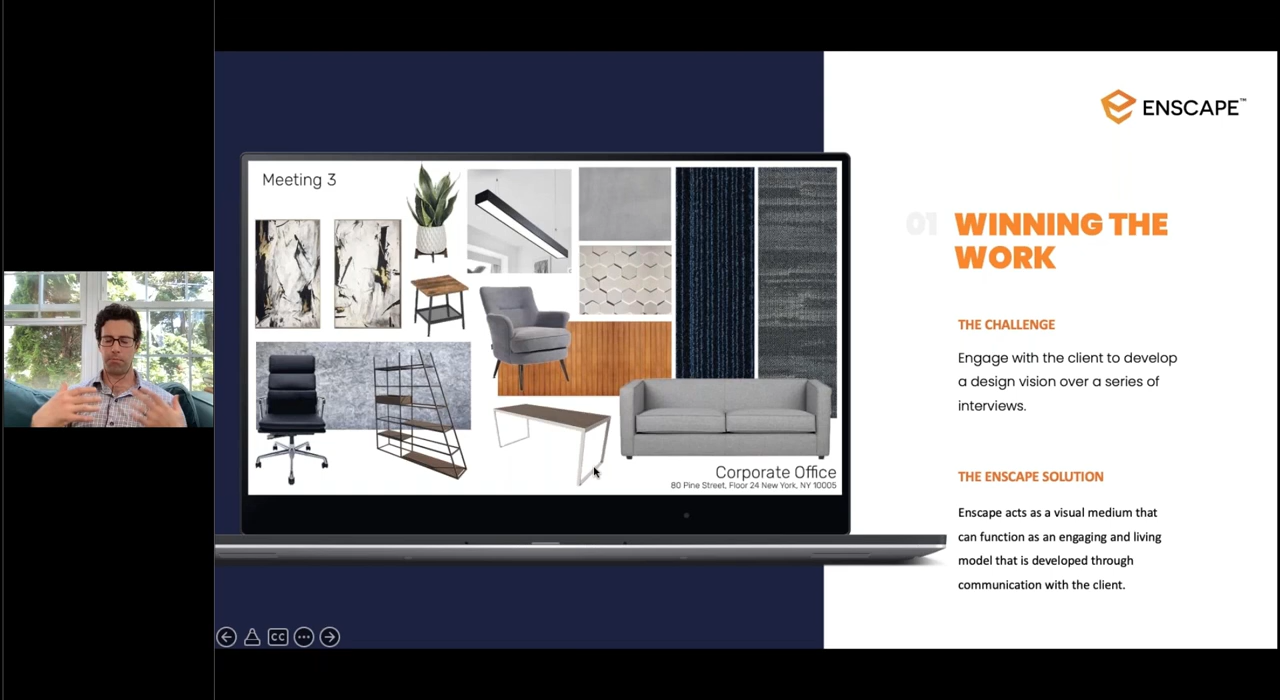 ENSCAPE™
Meeting 3
Corporate Office
80 Pine Street, Floor 24 New York, NY 10005
01 WINNING THE
WORK
THE CHALLENGE
Engage with the client to develop
a design vision over a series of
interviews.
THE ENSCAPE SOLUTION
Enscape acts as a visual medium that
can function as an engaging and living
model that is developed through
communication with the client.
CC